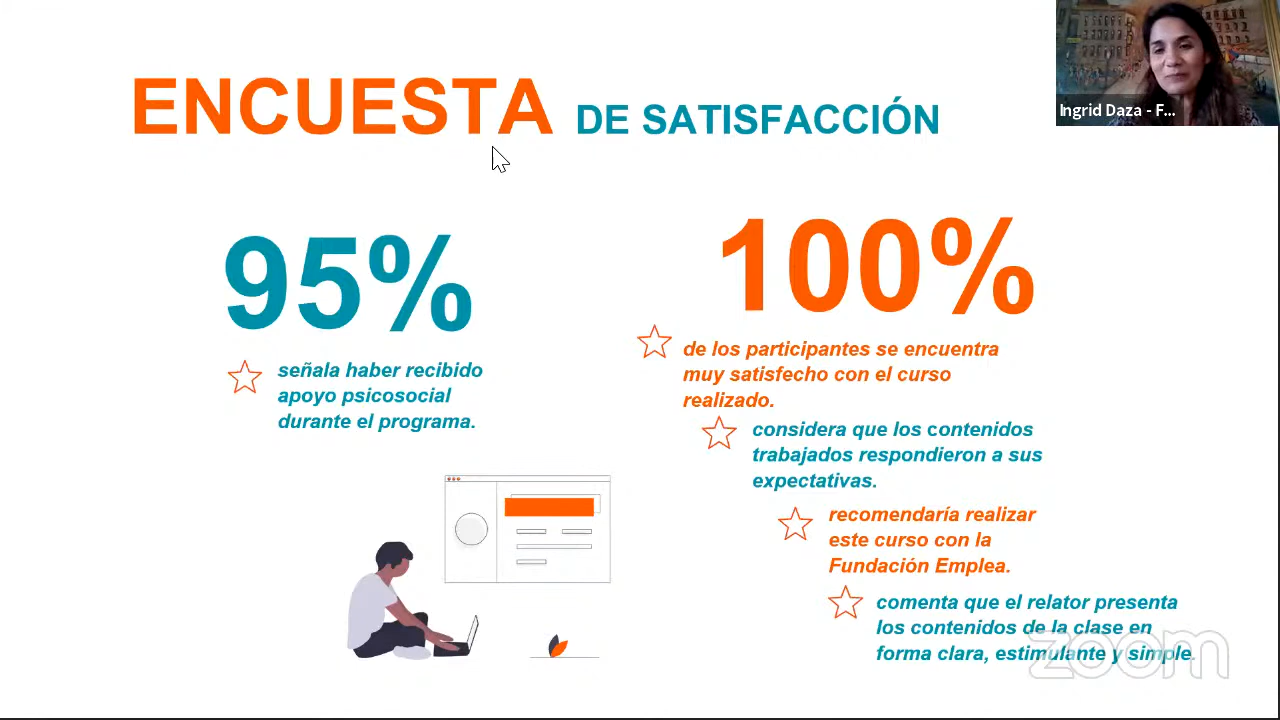 ENCUESTA DE SATISFACCIÓN
Ingrid Daza - F...
95%
señala haber recibido
apoyo psicosocial
durante el programa.
100%
de los participantes se encuentra
muy satisfecho con el curso
realizado.
considera que los contenidos
trabajados respondieron a sus
expectativas.
recomendaría realizar
este curso con la
Fundación Emplea.
comenta que el relator presenta
los contenidos de la clase en
forma clara, estimulante y simple.
zoom